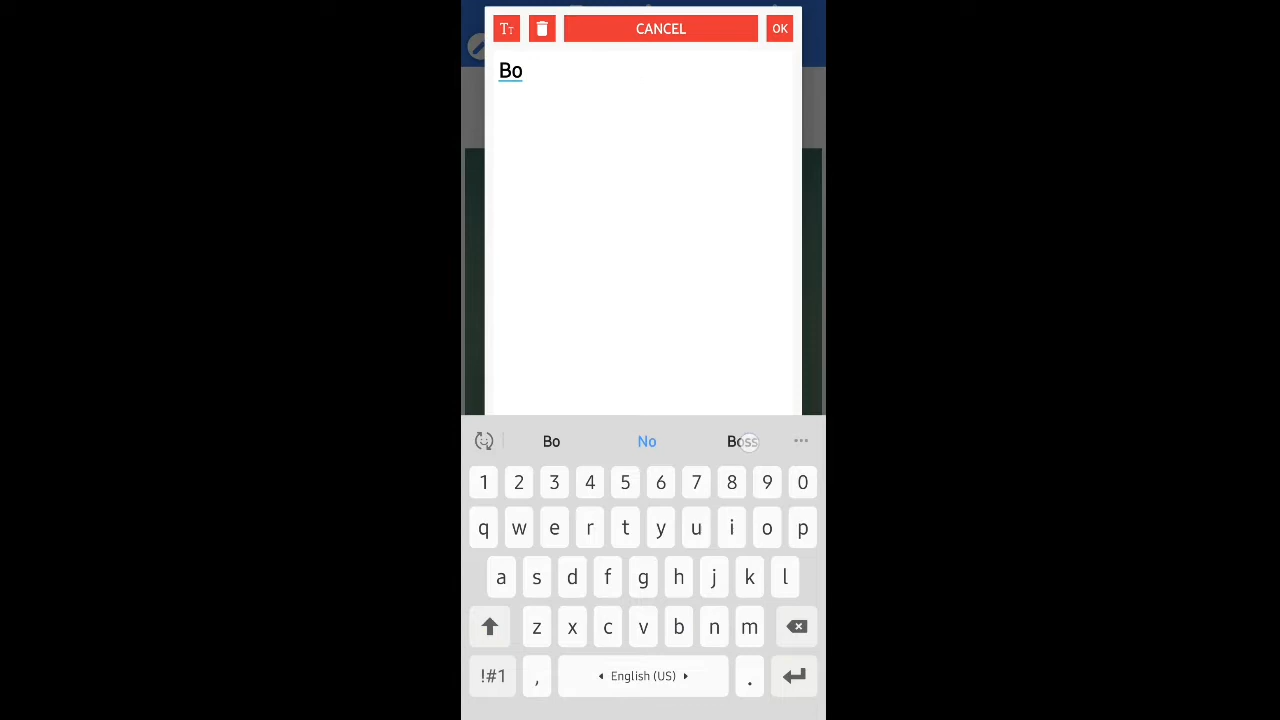 TT CANCEL OK
Bo
Bo No Boss
1 2 3 4 5 6 7 8 9 0
q w e r t y u i o p
a s d f g h j k l
z x c v b n m
!#1 , English (US) .